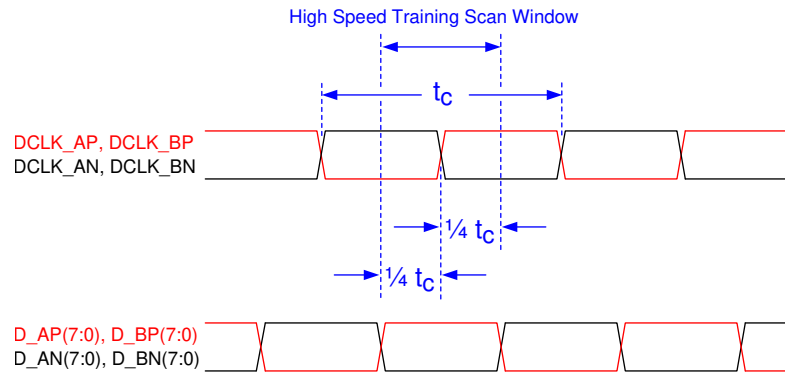 High Speed Training Scan Window
tc
DCLK_AP, DCLK_BP
DCLK_AN, DCLK_BN
¼ tc
¼ tc
D_AP(7:0), D_BP(7:0)
D_AN(7:0), D_BN(7:0)